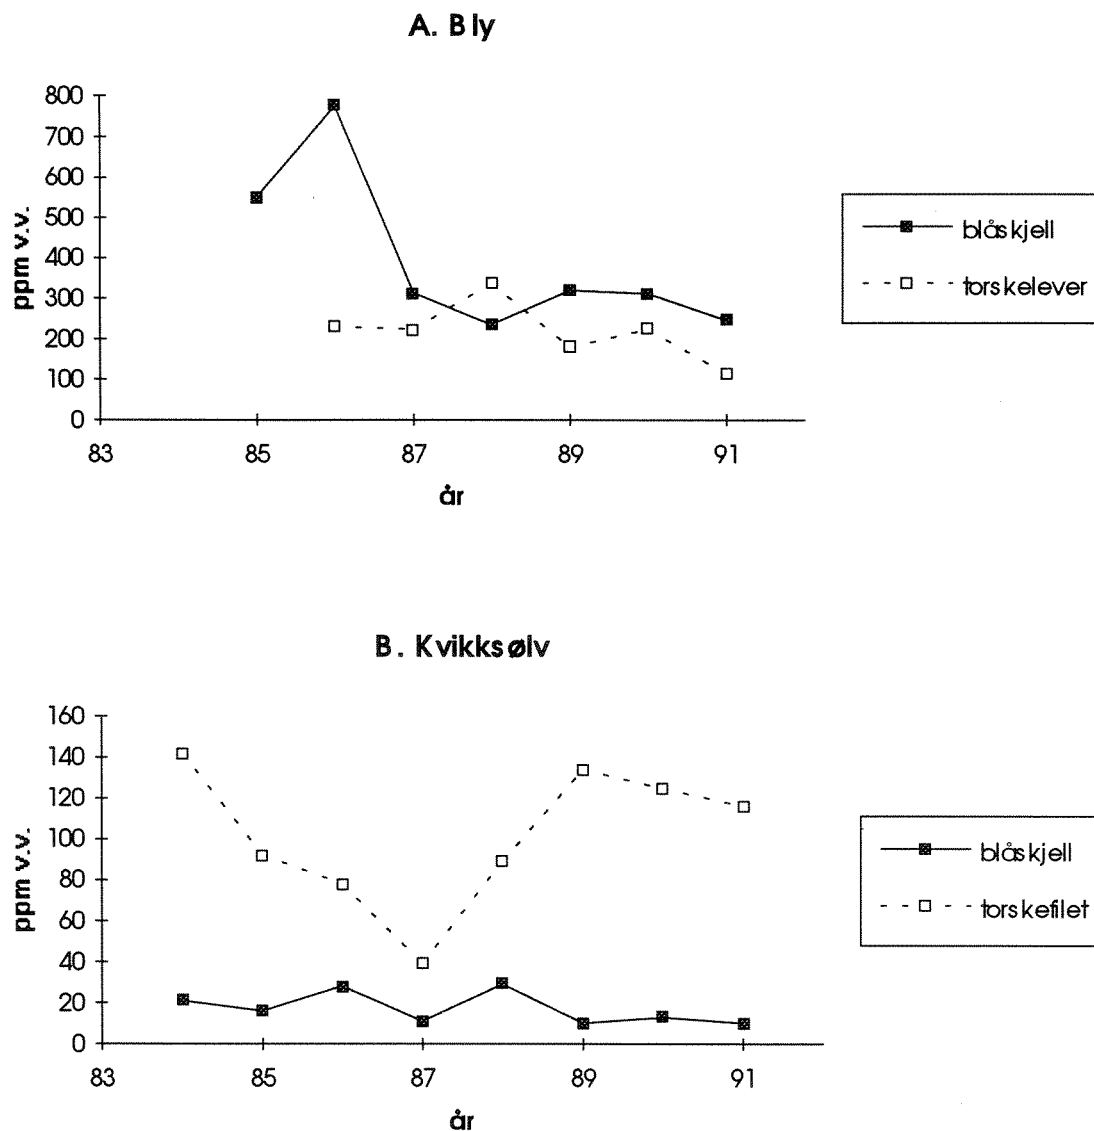 A. Bly
800
700
600
500
400
300
200
100
0
ppm v.v.
83 85 87 89 91
år
blåskjell
torskelever
B. Kvikksølv
160
140
120
100
80
60
40
20
0
ppm v.v.
83 85 87 89 91
år
blåskjell
torskefilet